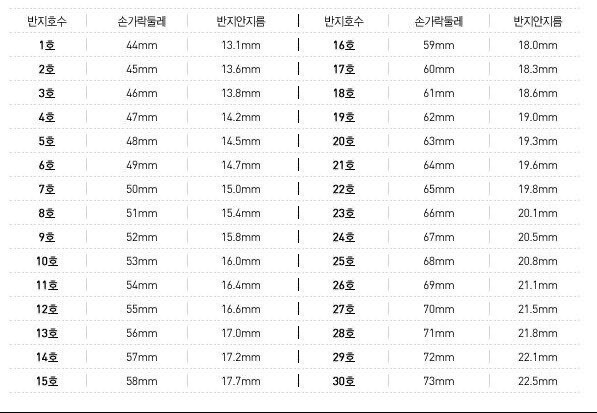 반지호수 손가락둘레 반지안지름 반지호수 손가락둘레 반지안지름
1호 44mm 13.1mm 16호 59mm 18.0mm
2호 45mm 13.6mm 17호 60mm 18.3mm
3호 46mm 13.8mm 18호 61mm 18.6mm
4호 47mm 14.2mm 19호 62mm 19.0mm
5호 48mm 14.5mm 20호 63mm 19.3mm
6호 49mm 14.7mm 21호 64mm 19.6mm
7호 50mm 15.0mm 22호 65mm 19.8mm
8호 51mm 15.4mm 23호 66mm 20.1mm
9호 52mm 15.8mm 24호 67mm 20.5mm
10호 53mm 16.0mm 25호 68mm 20.8mm
11호 54mm 16.4mm 26호 69mm 21.1mm
12호 55mm 16.6mm 27호 70mm 21.5mm
13호 56mm 17.0mm 28호 71mm 21.8mm
14호 57mm 17.2mm 29호 72mm 22.1mm
15호 58mm 17.7mm 30호 73mm 22.5mm